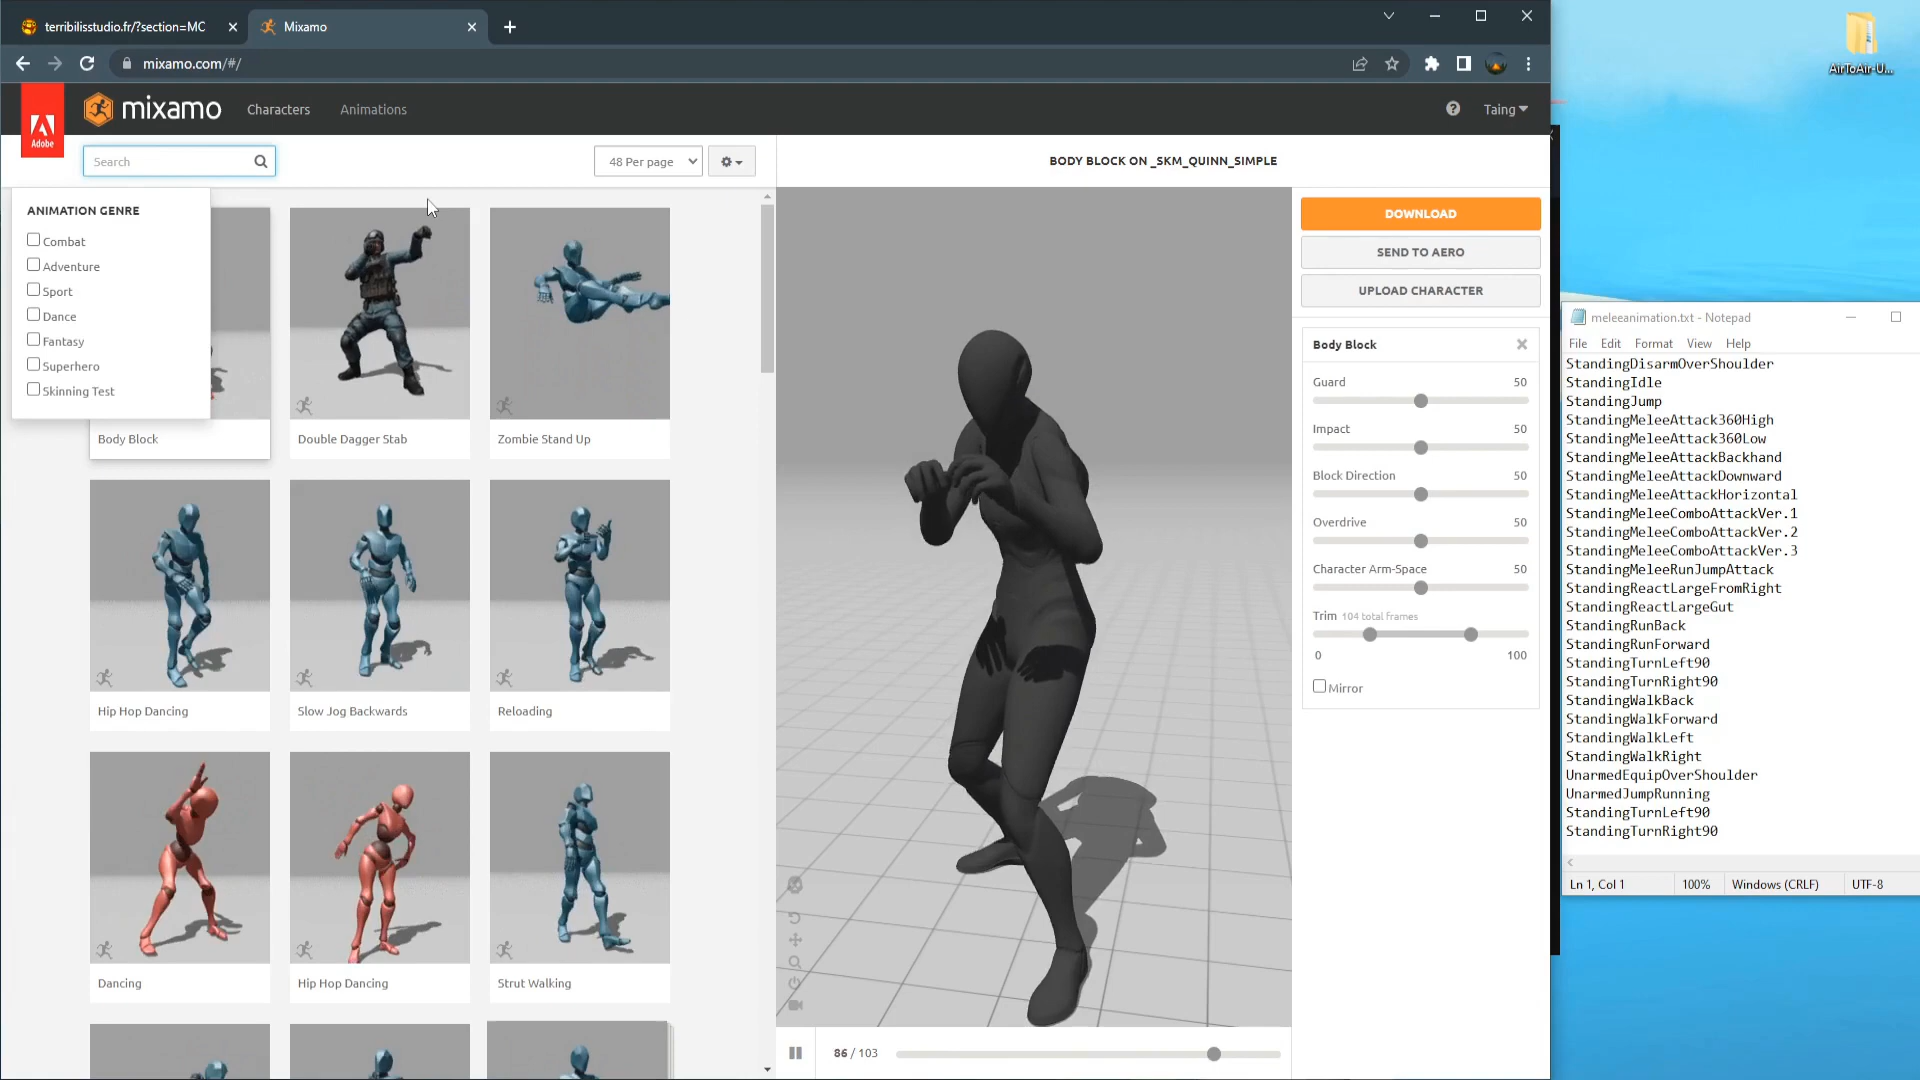 terribilisstudio.fr/?section=MC
Mixamo
mixamo.com/#/
AirToAir-U...
Adobe
mixamo
Characters
Animations
Taing
Search
48 Per page
BODY BLOCK ON _SKM_QUINN_SIMPLE
ANIMATION GENRE
Combat
Adventure
Sport
Dance
Fantasy
Superhero
Skinning Test
Body Block
Double Dagger Stab
Zombie Stand Up
Hip Hop Dancing
Slow Jog Backwards
Reloading
Dancing
Hip Hop Dancing
Strut Walking
86 / 103
DOWNLOAD
SEND TO AERO
UPLOAD CHARACTER
Body Block
Guard 50
Impact 50
Block Direction 50
Overdrive 50
Character Arm-Space 50
Trim 104 total frames
0 100
Mirror
meleeanimation.txt - Notepad
File Edit Format View Help
StandingDisarmOverShoulder
StandingIdle
StandingJump
StandingMeleeAttack360High
StandingMeleeAttack360Low
StandingMeleeAttackBackhand
StandingMeleeAttackDownward
StandingMeleeAttackHorizontal
StandingMeleeComboAttackVer.1
StandingMeleeComboAttackVer.2
StandingMeleeComboAttackVer.3
StandingMeleeRunJumpAttack
StandingReactLargeFromRight
StandingReactLargeGut
StandingRunBack
StandingRunForward
StandingTurnLeft90
StandingTurnRight90
StandingWalkBack
StandingWalkForward
StandingWalkLeft
StandingWalkRight
UnarmedEquipOverShoulder
UnarmedJumpRunning
StandingTurnLeft90
StandingTurnRight90
Ln 1, Col 1 100% Windows (CRLF) UTF-8